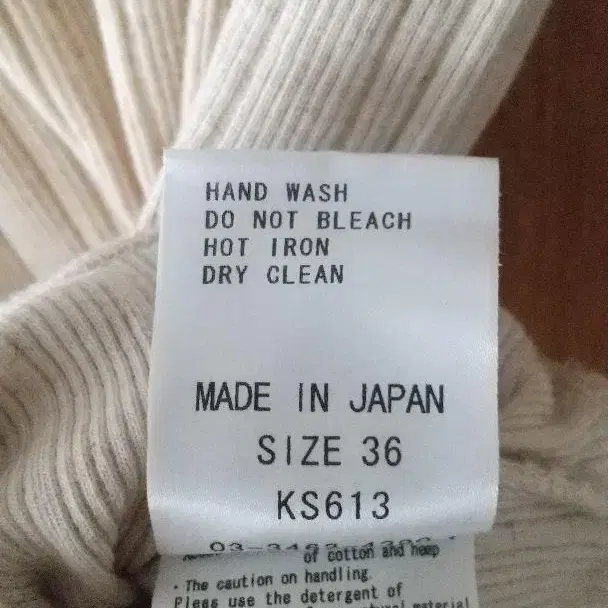 HAND WASH
DO NOT BLEACH
HOT IRON
DRY CLEAN
MADE IN JAPAN
SIZE 36
KS613
of cotton and hemp
・The caution on handling.
Pleas use the detergent of
material